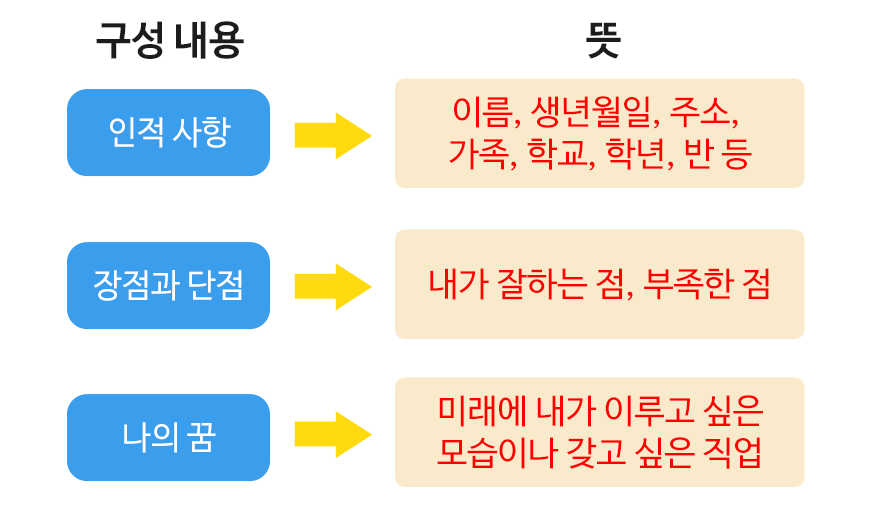 구성 내용
뜻
인적 사항
이름, 생년월일, 주소,
가족, 학교, 학년, 반 등
장점과 단점
내가 잘하는 점, 부족한 점
나의 꿈
미래에 내가 이루고 싶은
모습이나 갖고 싶은 직업